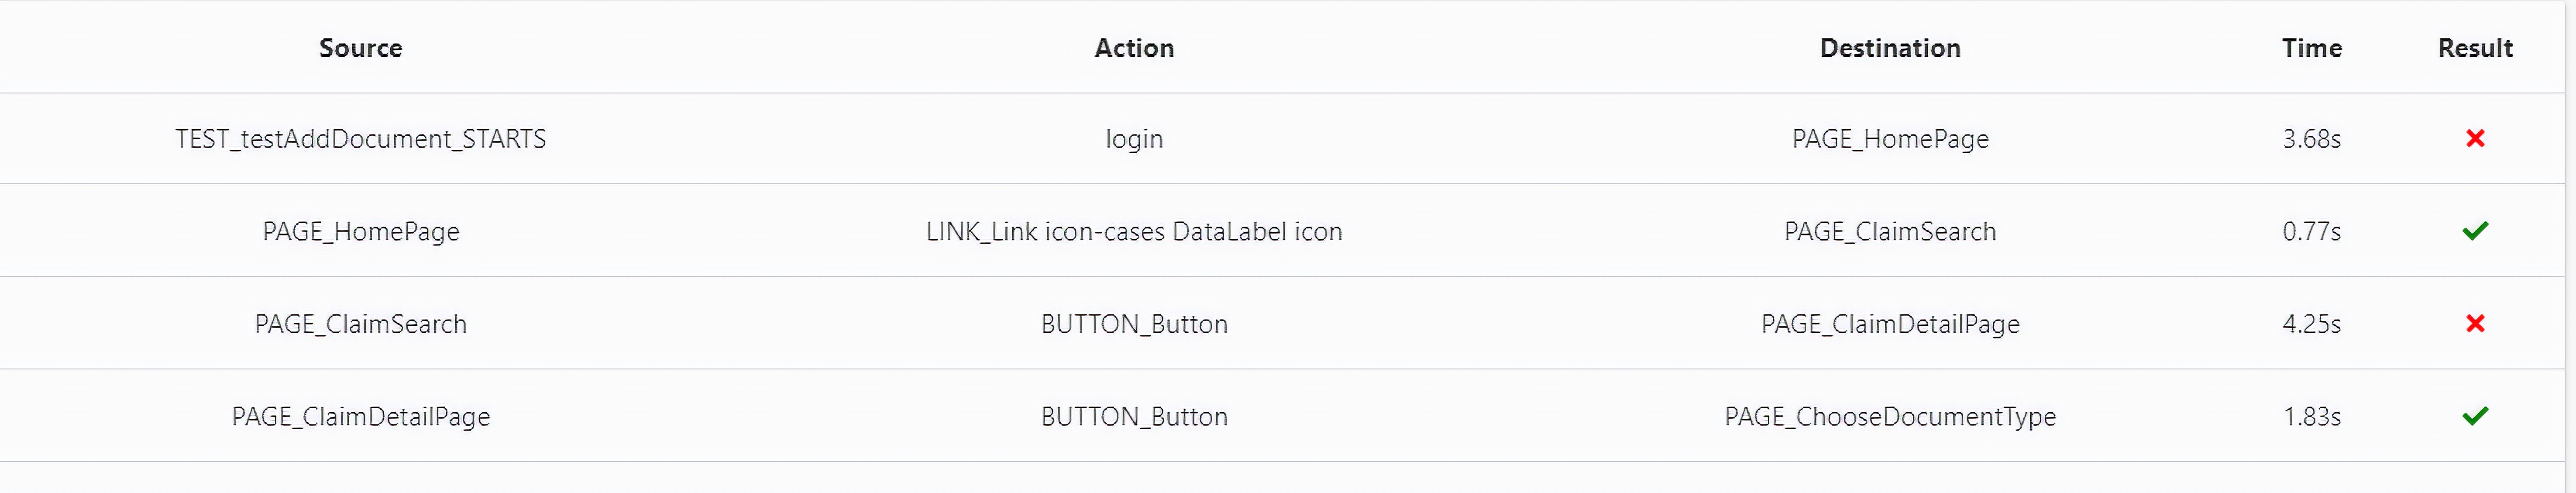 Source Action Destination Time Result
TEST_testAddDocument_STARTS login PAGE_HomePage 3.68s
PAGE_HomePage LINK_Link icon-cases DataLabel icon PAGE_ClaimSearch 0.77s
PAGE_ClaimSearch BUTTON_Button PAGE_ClaimDetailPage 4.25s
PAGE_ClaimDetailPage BUTTON_Button PAGE_ChooseDocumentType 1.83s